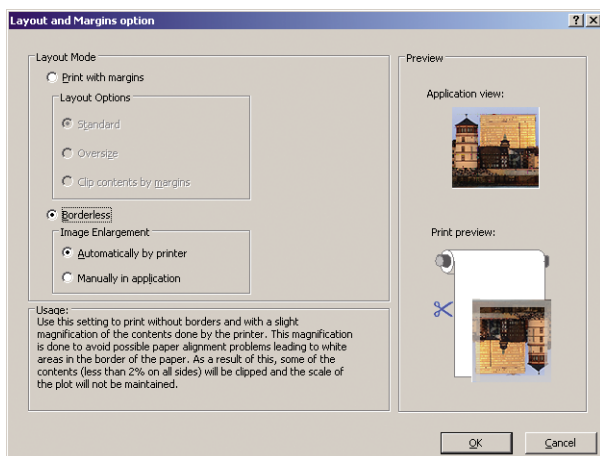 Layout and Margins option
Layout Mode
Print with margins
Layout Options
Standard
Oversize
Clip contents by margins
Borderless
Image Enlargement
Automatically by printer
Manually in application
Usage:
Use this setting to print without borders and with a slight
magnification of the contents done by the printer. This magnification
is done to avoid possible paper alignment problems leading to white
areas in the border of the paper. As a result of this, some of the
contents (less than 2% on all sides) will be clipped and the scale of
the plot will not be maintained.
Preview
Application view:
Print preview:
OK
Cancel